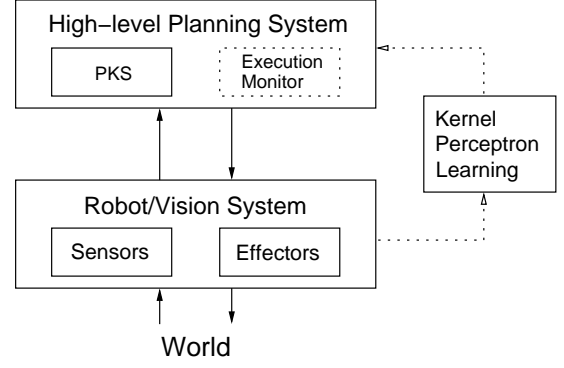 High−level Planning System
PKS
Execution
Monitor
Kernel
Perceptron
Learning
Robot/Vision System
Sensors
Effectors
World